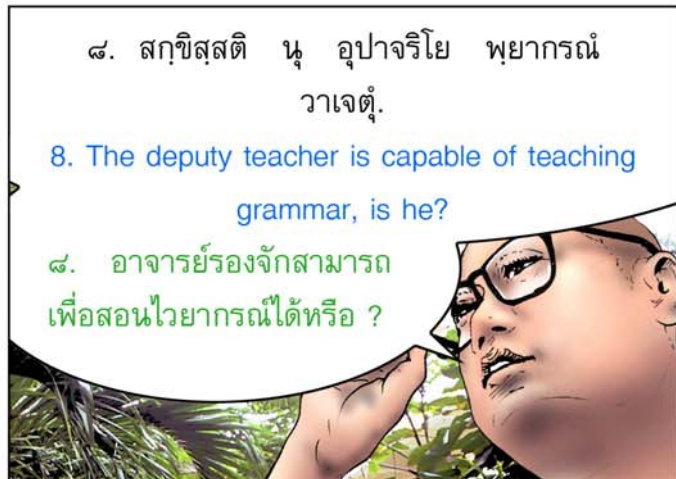 ๘. สกฺขิสฺสติ นุ อุปาจริโย พฺยากรณํ
วาเจตุํ.
8. The deputy teacher is capable of teaching
grammar, is he?
๘. อาจารย์รองจักสามารถ
เพื่อสอนไวยากรณ์ได้หรือ ?